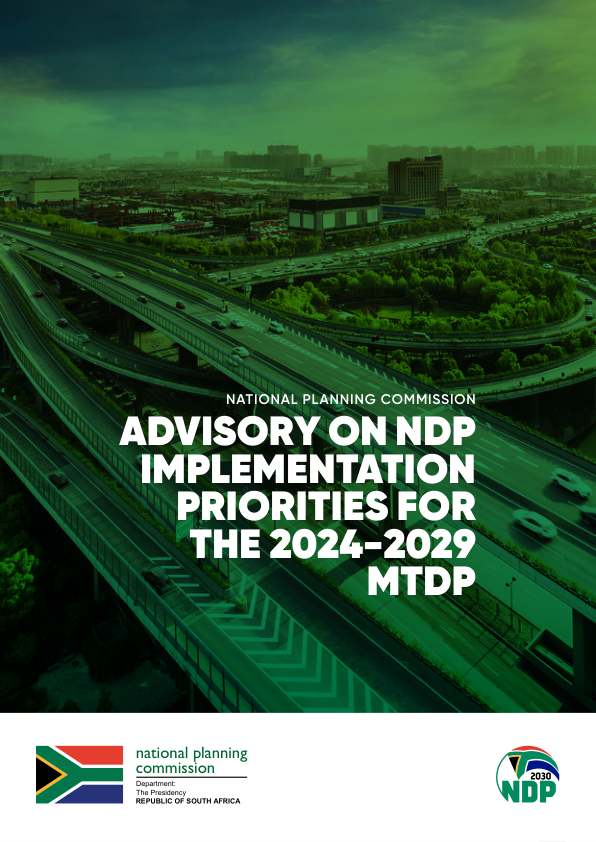 NATIONAL PLANNING COMMISSION
ADVISORY ON NDP
IMPLEMENTATION
PRIORITIES FOR
THE 2024-2029
MTDP
national planning
commission
Department:
The Presidency
REPUBLIC OF SOUTH AFRICA
2030
NDP